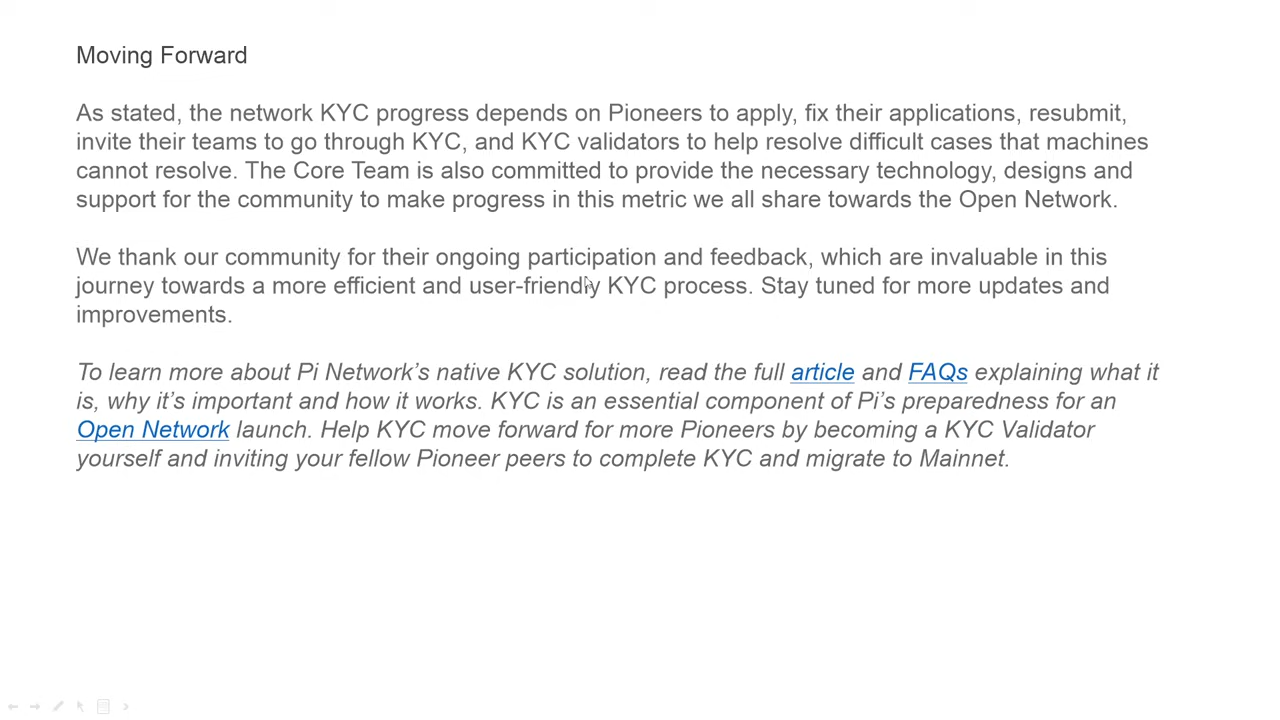 Moving Forward
As stated, the network KYC progress depends on Pioneers to apply, fix their applications, resubmit,
invite their teams to go through KYC, and KYC validators to help resolve difficult cases that machines
cannot resolve. The Core Team is also committed to provide the necessary technology, designs and
support for the community to make progress in this metric we all share towards the Open Network.
We thank our community for their ongoing participation and feedback, which are invaluable in this
journey towards a more efficient and user-friendly KYC process. Stay tuned for more updates and
improvements.
To learn more about Pi Network’s native KYC solution, read the full article and FAQs explaining what it
is, why it’s important and how it works. KYC is an essential component of Pi’s preparedness for an
Open Network launch. Help KYC move forward for more Pioneers by becoming a KYC Validator
yourself and inviting your fellow Pioneer peers to complete KYC and migrate to Mainnet.